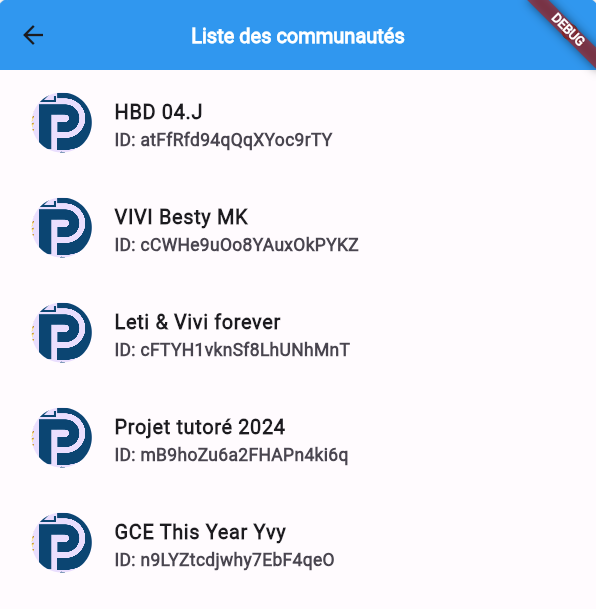 Liste des communautés
DEBUG
HBD 04.J
ID: atFfRfd94qQqXYoc9rTY
VIVI Besty MK
ID: cCWHe9uOo8YAuxOkPYKZ
Leti & Vivi forever
ID: cFTYH1vknSf8LhUNhMnT
Projet tutoré 2024
ID: mB9hoZu6a2FHAPn4ki6q
GCE This Year Yvy
ID: n9LYZtcdjwhy7EbF4qeO